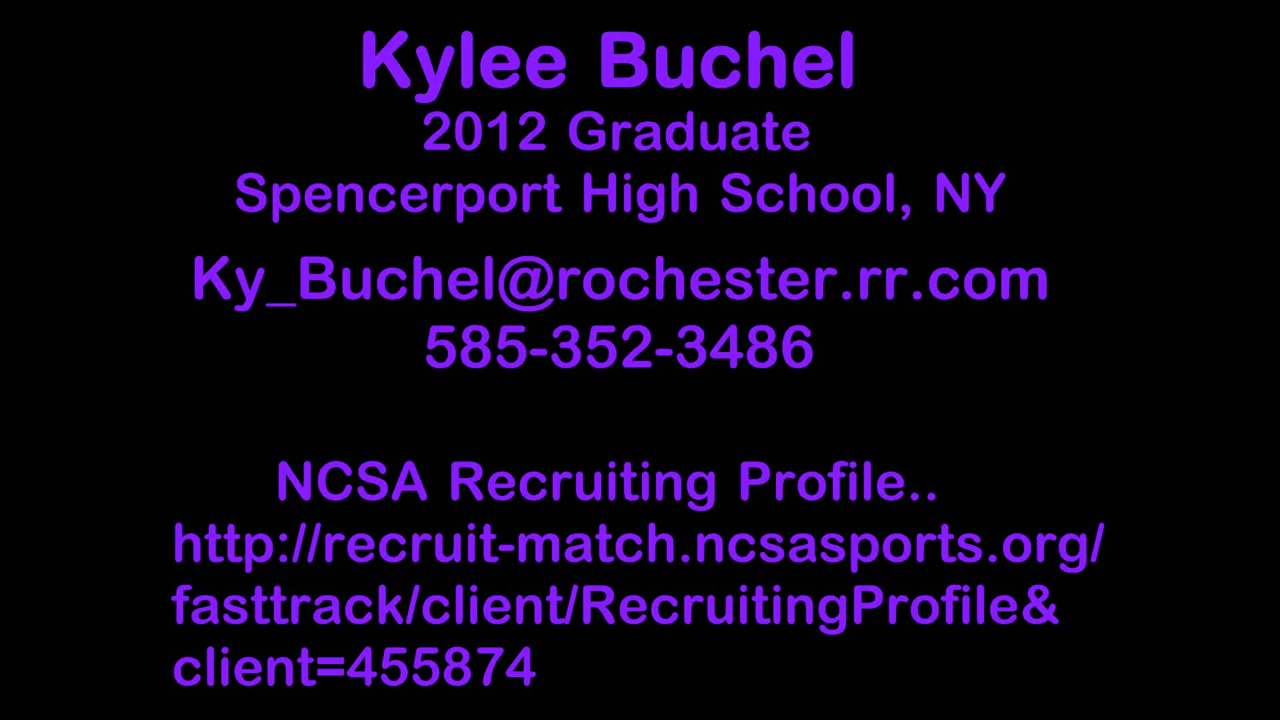 Kylee Buchel
2012 Graduate
Spencerport High School, NY
Ky_Buchel@rochester.rr.com
585-352-3486
NCSA Recruiting Profile..
http://recruit-match.ncsasports.org/
fasttrack/client/RecruitingProfile&
client=455874